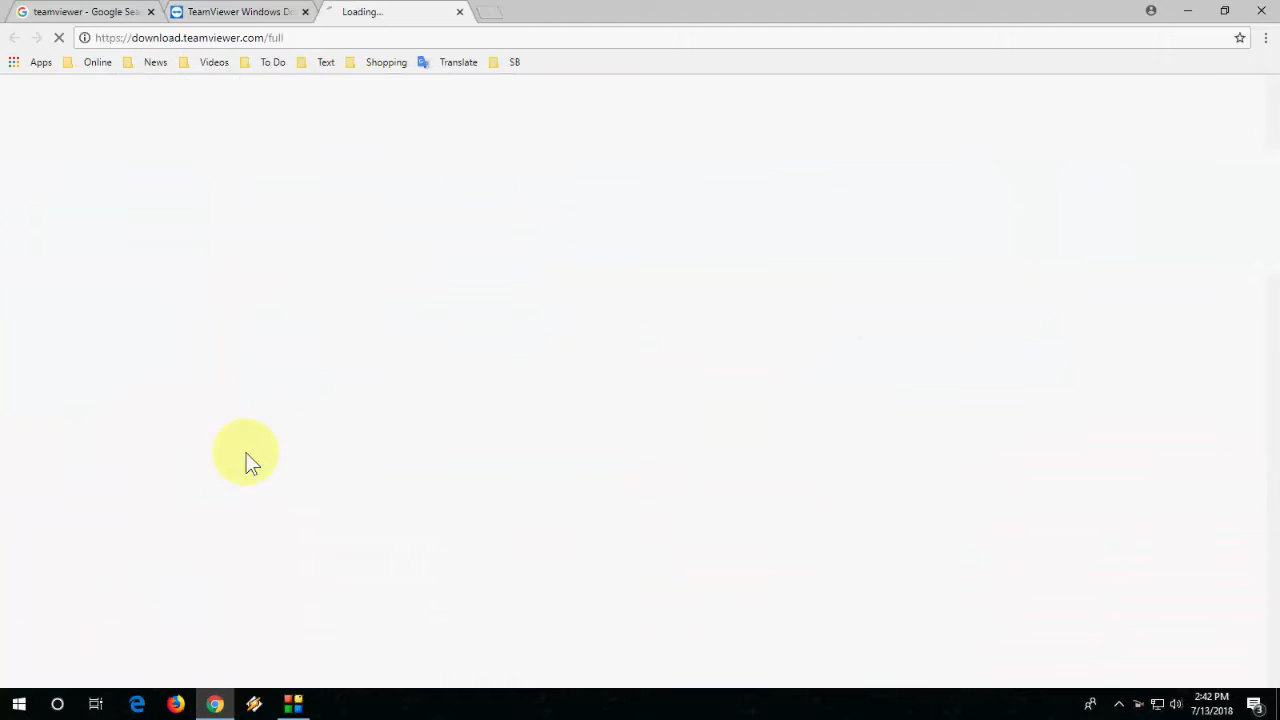 teamviewer - Google Sea
TeamViewer Windows D
Loading...
https://download.teamviewer.com/full
Apps
Online
News
Videos
To Do
Text
Shopping
Translate
SB
2:42 PM
7/13/2018
3